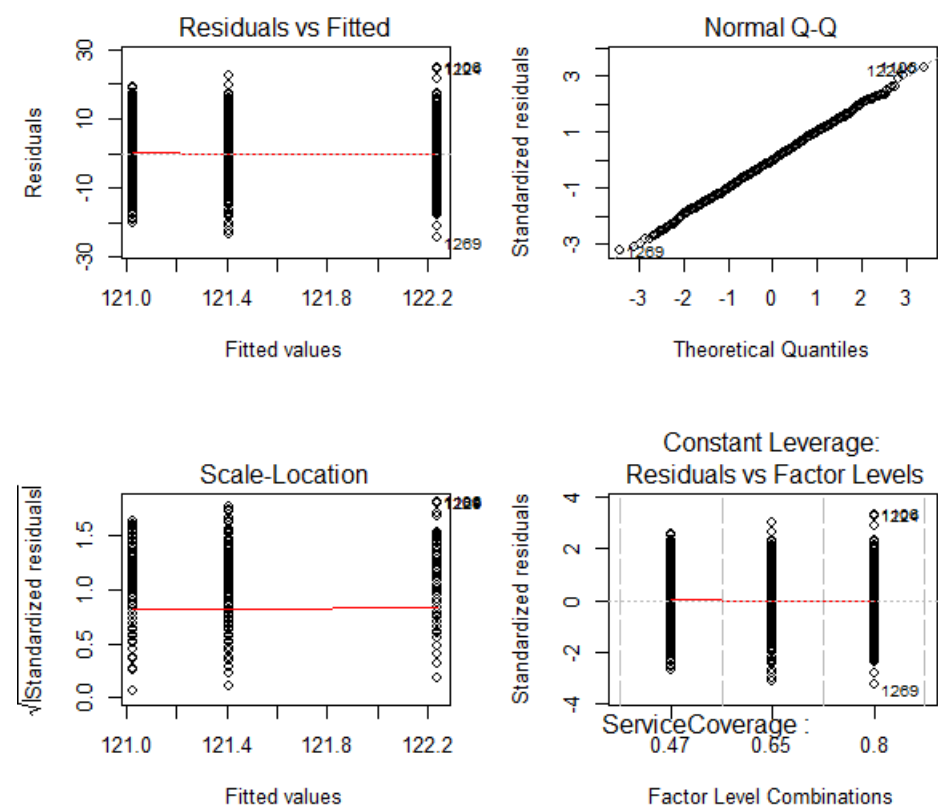 Residuals vs Fitted
Residuals
30
10
-10
-30
1269
121.0 121.4 121.8 122.2
Fitted values
Normal Q-Q
Standardized residuals
3
1
-1
-3
1269
-3 -2 -1 0 1 2 3
Theoretical Quantiles
Scale-Location
√|Standardized residuals|
1.5
1.0
0.5
0.0
121.0 121.4 121.8 122.2
Fitted values
Constant Leverage:
Residuals vs Factor Levels
Standardized residuals
4
2
0
-2
-4
1269
ServiceCoverage :
0.47 0.65 0.8
Factor Level Combinations